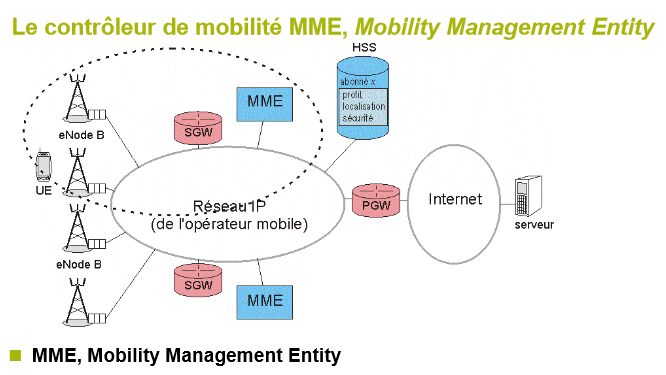 Le contrôleur de mobilité MME, Mobility Management Entity
HSS
abonné x
profil
localisation
sécurité
MME
SGW
eNode B
UE
Réseau IP
(de l'opérateur mobile)
PGW
Internet
serveur
eNode B
SGW
MME
MME, Mobility Management Entity